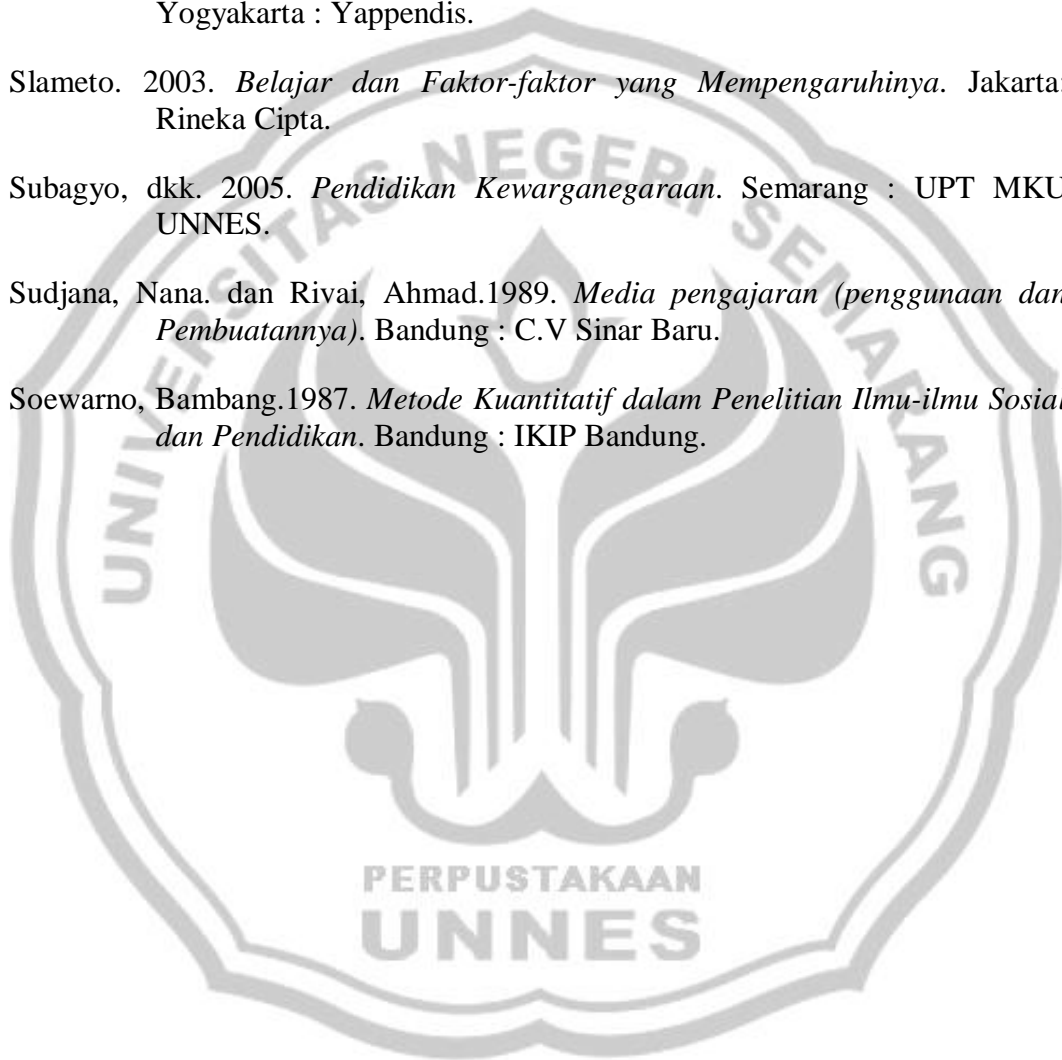 Yogyakarta : Yappendis.
Slameto. 2003. Belajar dan Faktor-faktor yang Mempengaruhinya. Jakarta:
Rineka Cipta.
Subagyo, dkk. 2005. Pendidikan Kewarganegaraan. Semarang : UPT MKU
UNNES.
Sudjana, Nana. dan Rivai, Ahmad.1989. Media pengajaran (penggunaan dan
Pembuatannya). Bandung : C.V Sinar Baru.
Soewarno, Bambang.1987. Metode Kuantitatif dalam Penelitian Ilmu-ilmu Sosial
dan Pendidikan. Bandung : IKIP Bandung.
UNIVERSITAS NEGERI SEMARANG
PERPUSTAKAAN
UNNES